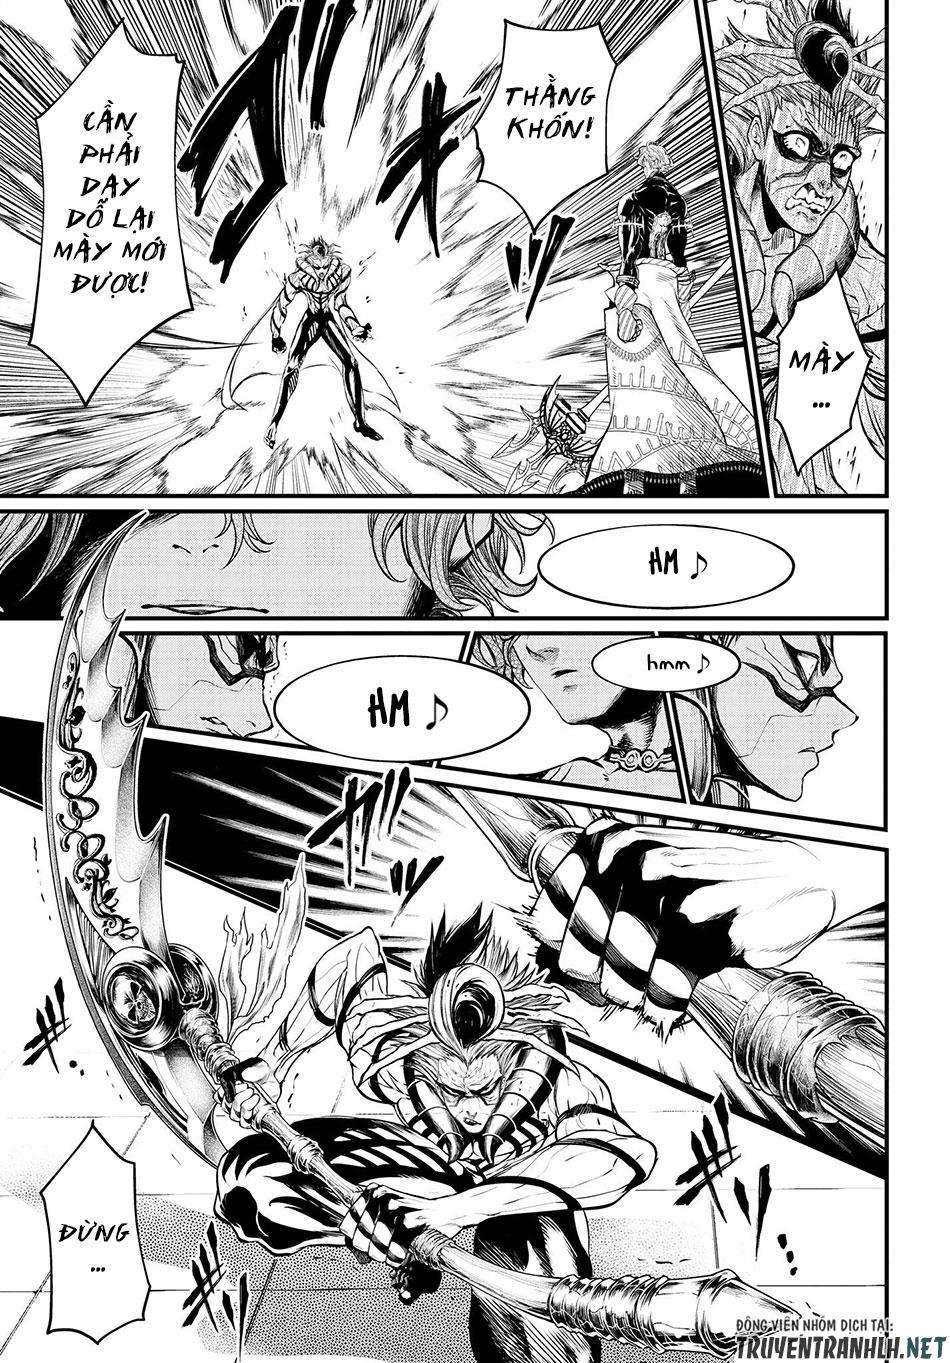 MÀY
...
THẰNG
KHỐN!
CẦN
PHẢI
DẠY
DỖ LẠI
MÀY MỚI
ĐƯỢC!
HM ♪
hmm ♪
HM ♪
ĐỪNG
...
ĐỘNG VIÊN NHÓM DỊCH TẠI:
TRUYENTRANHLH.NET